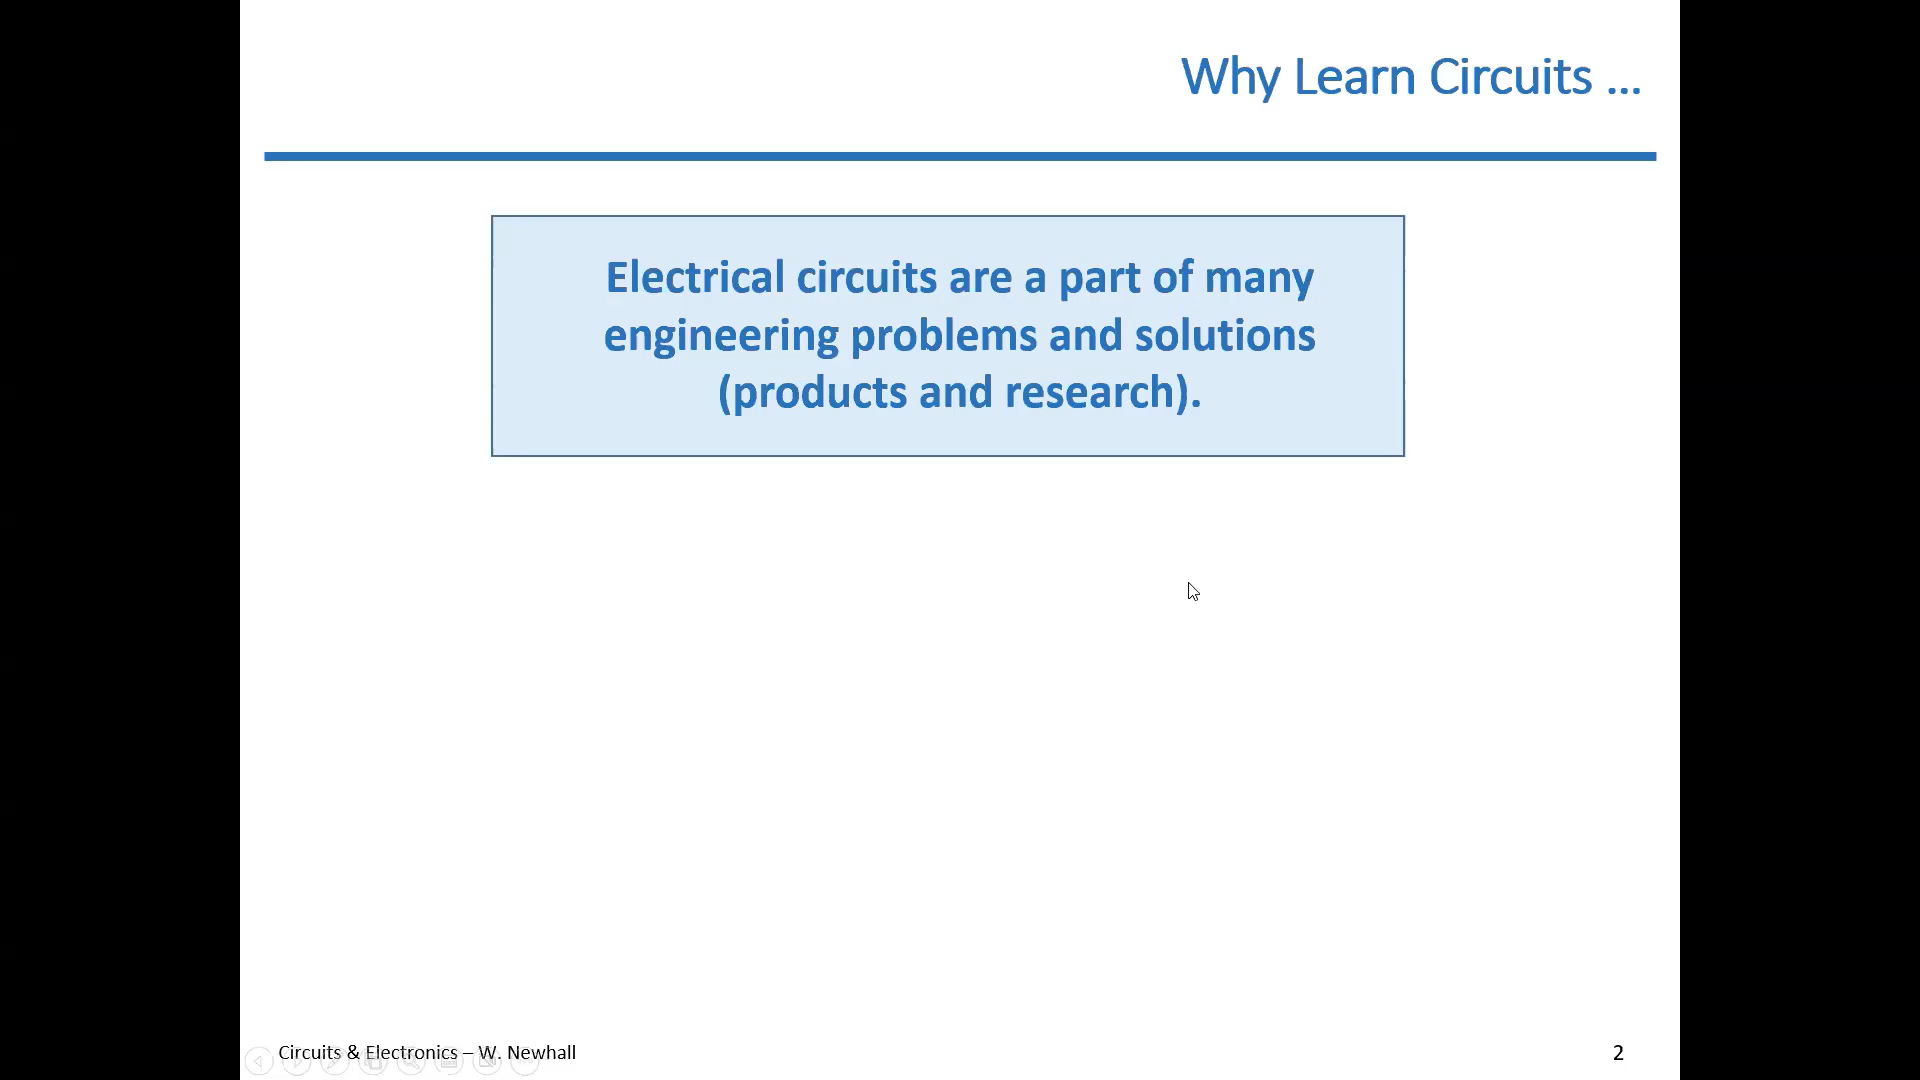 Why Learn Circuits ...
Electrical circuits are a part of many
engineering problems and solutions
(products and research).
Circuits & Electronics – W. Newhall
2